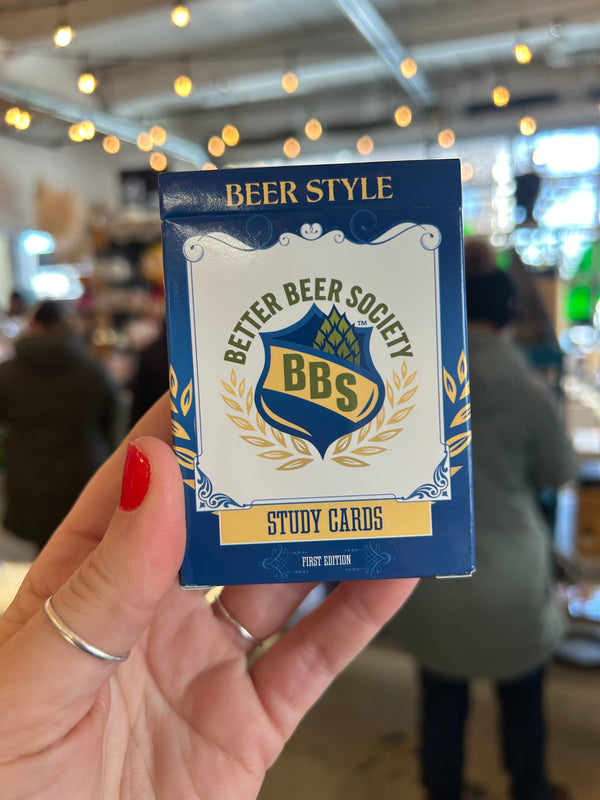 BEER STYLE
BETTER BEER SOCIETY
TM
BBS
STUDY CARDS
FIRST EDITION